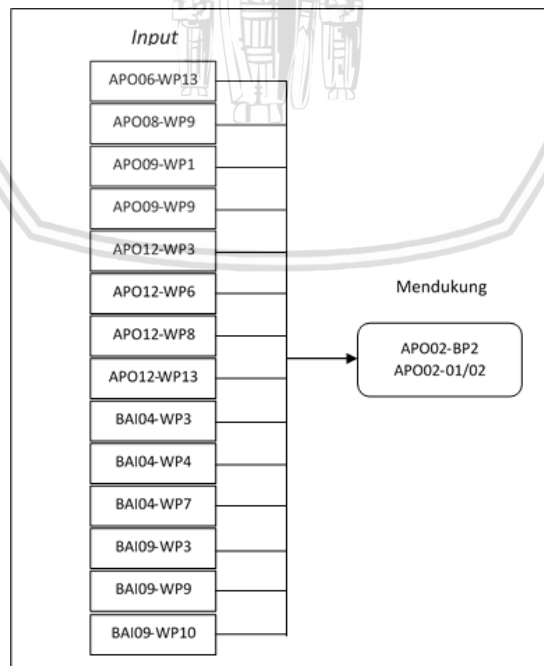 Input
APO06-WP13
APO08-WP9
APO09-WP1
APO09-WP9
APO12-WP3
APO12-WP6
APO12-WP8
APO12-WP13
BAI04-WP3
BAI04-WP4
BAI04-WP7
BAI09-WP3
BAI09-WP9
BAI09-WP10
Mendukung
APO02-BP2
APO02-01/02